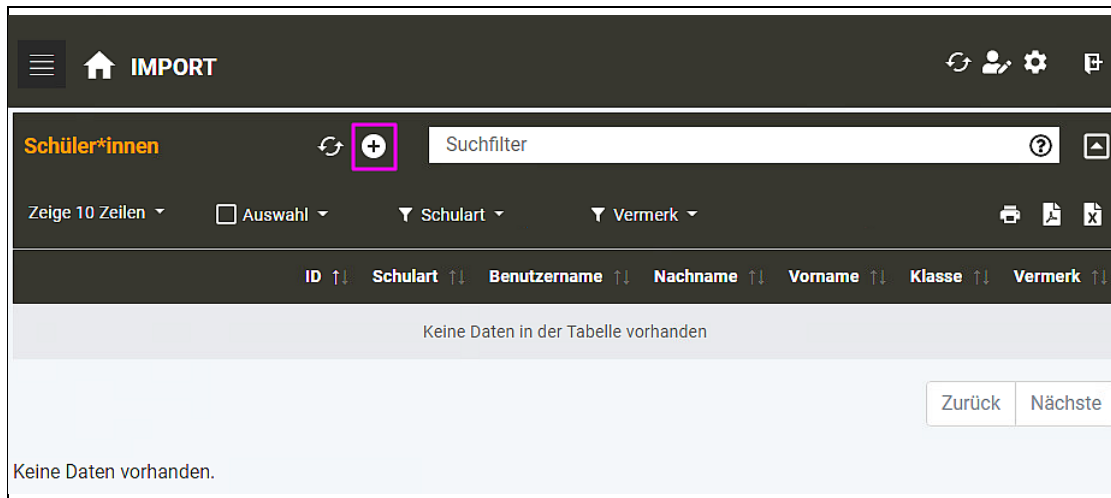 IMPORT
Schüler*innen Suchfilter
Zeige 10 Zeilen Auswahl Schulart Vermerk
ID Schulart Benutzername Nachname Vorname Klasse Vermerk
Keine Daten in der Tabelle vorhanden
Zurück Nächste
Keine Daten vorhanden.